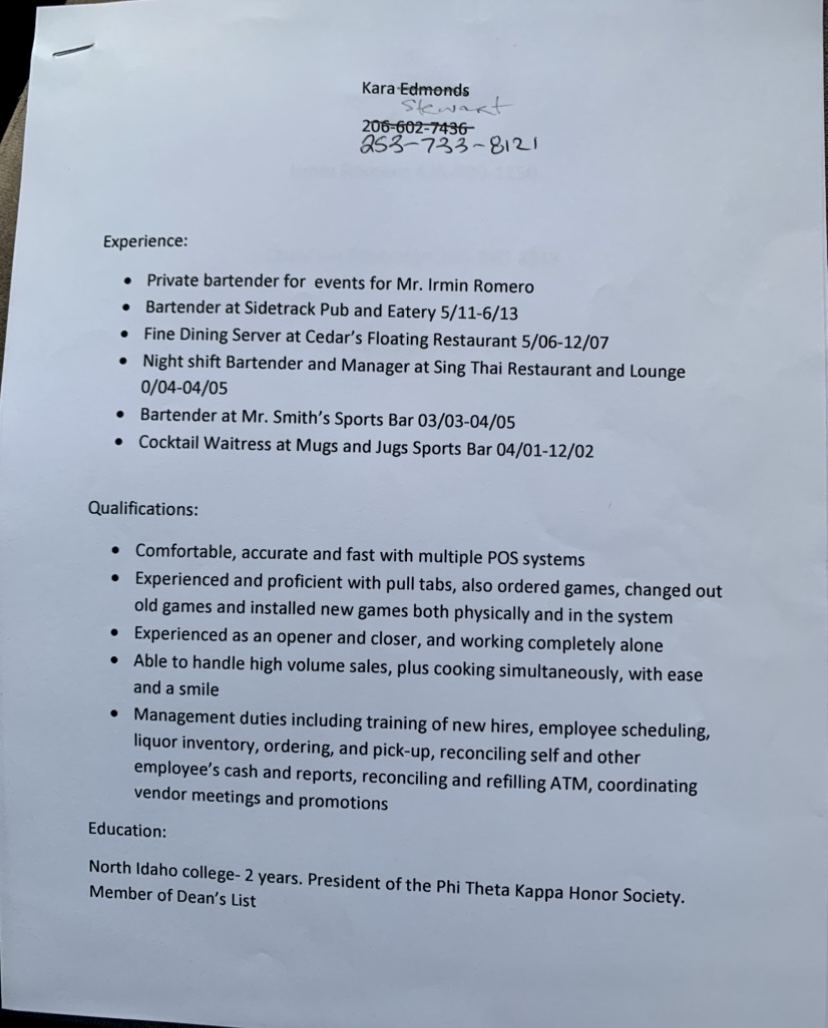 Kara Edmonds
Stewart
206-602-7436
253-733-8121
Experience:
• Private bartender for events for Mr. Irmin Romero
• Bartender at Sidetrack Pub and Eatery 5/11-6/13
• Fine Dining Server at Cedar's Floating Restaurant 5/06-12/07
• Night shift Bartender and Manager at Sing Thai Restaurant and Lounge
0/04-04/05
• Bartender at Mr. Smith's Sports Bar 03/03-04/05
• Cocktail Waitress at Mugs and Jugs Sports Bar 04/01-12/02
Qualifications:
• Comfortable, accurate and fast with multiple POS systems
• Experienced and proficient with pull tabs, also ordered games, changed out
old games and installed new games both physically and in the system
• Experienced as an opener and closer, and working completely alone
• Able to handle high volume sales, plus cooking simultaneously, with ease
and a smile
• Management duties including training of new hires, employee scheduling,
liquor inventory, ordering, and pick-up, reconciling self and other
employee's cash and reports, reconciling and refilling ATM, coordinating
vendor meetings and promotions
Education:
North Idaho college- 2 years. President of the Phi Theta Kappa Honor Society.
Member of Dean's List